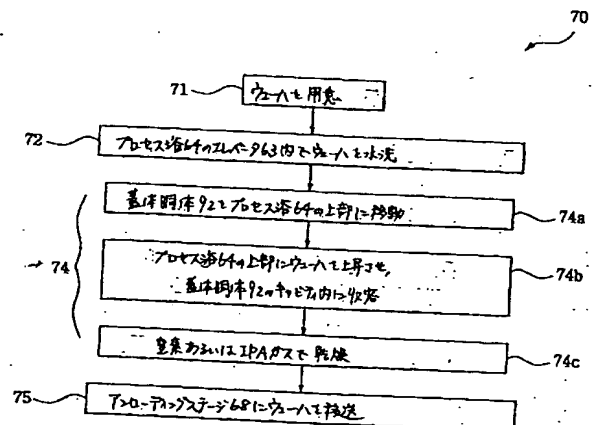 70
71
ウェーハを用意
72
プロセス浴64のエレベータ63内でウェーハを水洗
蓋体胴体92をプロセス浴64の上部に移動
74a
74
プロセス浴64の上部にウェーハを上昇させ,
蓋体胴体92のキャビティ内に収容
74b
窒素あるいはIPAガスで乾燥
74c
75
アンローディングステージ68にウェーハを移送